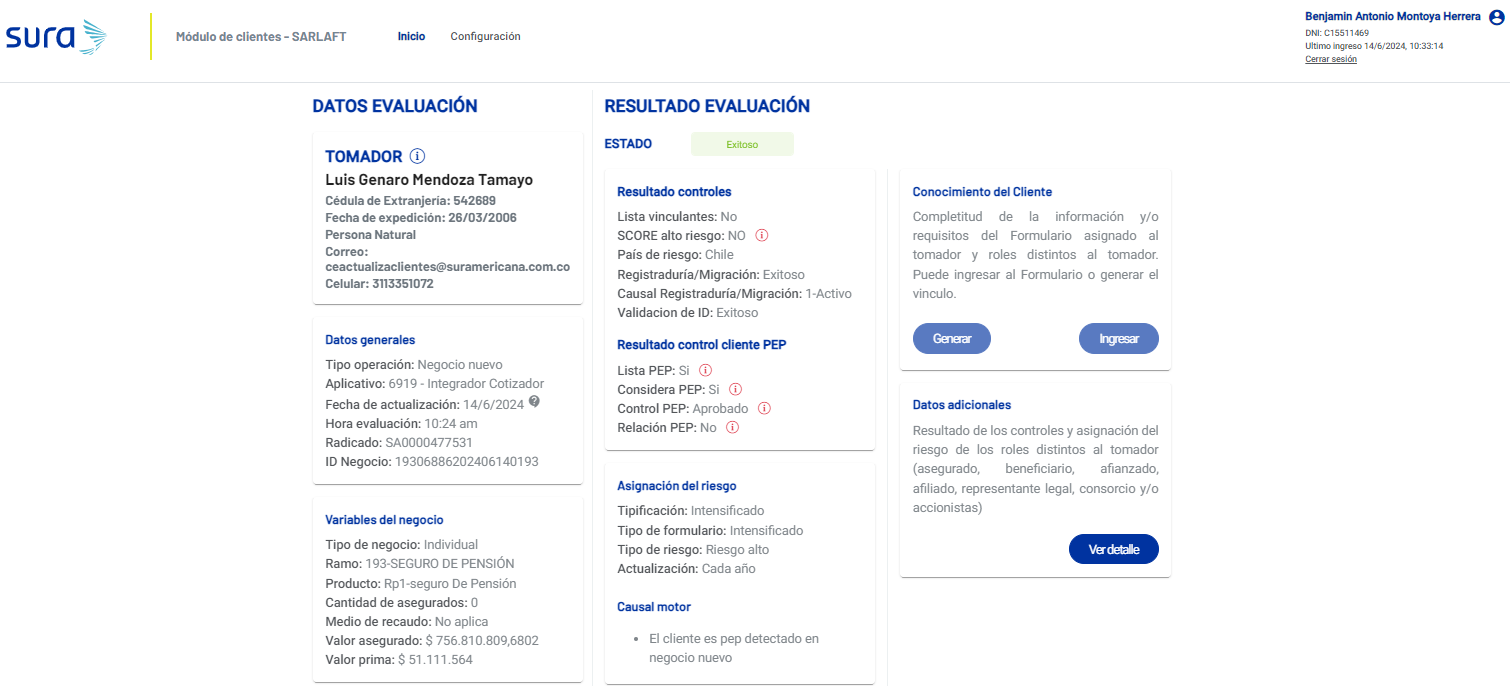 sura
Módulo de clientes - SARLAFT
Inicio
Configuración
Benjamin Antonio Montoya Herrera
DNI: C15511469
Ultimo ingreso 14/6/2024, 10:33:14
Cerrar sesión
DATOS EVALUACIÓN
TOMADOR
Luis Genaro Mendoza Tamayo
Cédula de Extranjería: 542689
Fecha de expedición: 26/03/2006
Persona Natural
Correo:
ceactualizaclientes@suramericana.com.co
Celular: 3113351072
Datos generales
Tipo operación: Negocio nuevo
Aplicativo: 6919 - Integrador Cotizador
Fecha de actualización: 14/6/2024
Hora evaluación: 10:24 am
Radicado: SA0000477531
ID Negocio: 19306886202406140193
Variables del negocio
Tipo de negocio: Individual
Ramo: 193-SEGURO DE PENSIÓN
Producto: Rp1-seguro De Pensión
Cantidad de asegurados: 0
Medio de recaudo: No aplica
Valor asegurado: $ 756.810.809,6802
Valor prima: $ 51.111.564
RESULTADO EVALUACIÓN
ESTADO
Exitoso
Resultado controles
Lista vinculantes: No
SCORE alto riesgo: NO
País de riesgo: Chile
Registraduría/Migración: Exitoso
Causal Registraduría/Migración: 1-Activo
Validacion de ID: Exitoso
Resultado control cliente PEP
Lista PEP: Si
Considera PEP: Si
Control PEP: Aprobado
Relación PEP: No
Asignación del riesgo
Tipificación: Intensificado
Tipo de formulario: Intensificado
Tipo de riesgo: Riesgo alto
Actualización: Cada año
Causal motor
• El cliente es pep detectado en
negocio nuevo
Conocimiento del Cliente
Completitud de la información y/o
requisitos del Formulario asignado al
tomador y roles distintos al tomador.
Puede ingresar al Formulario o generar el
vinculo.
Generar
Ingresar
Datos adicionales
Resultado de los controles y asignación del
riesgo de los roles distintos al tomador
(asegurado, beneficiario, afianzado,
afiliado, representante legal, consorcio y/o
accionistas)
Ver detalle